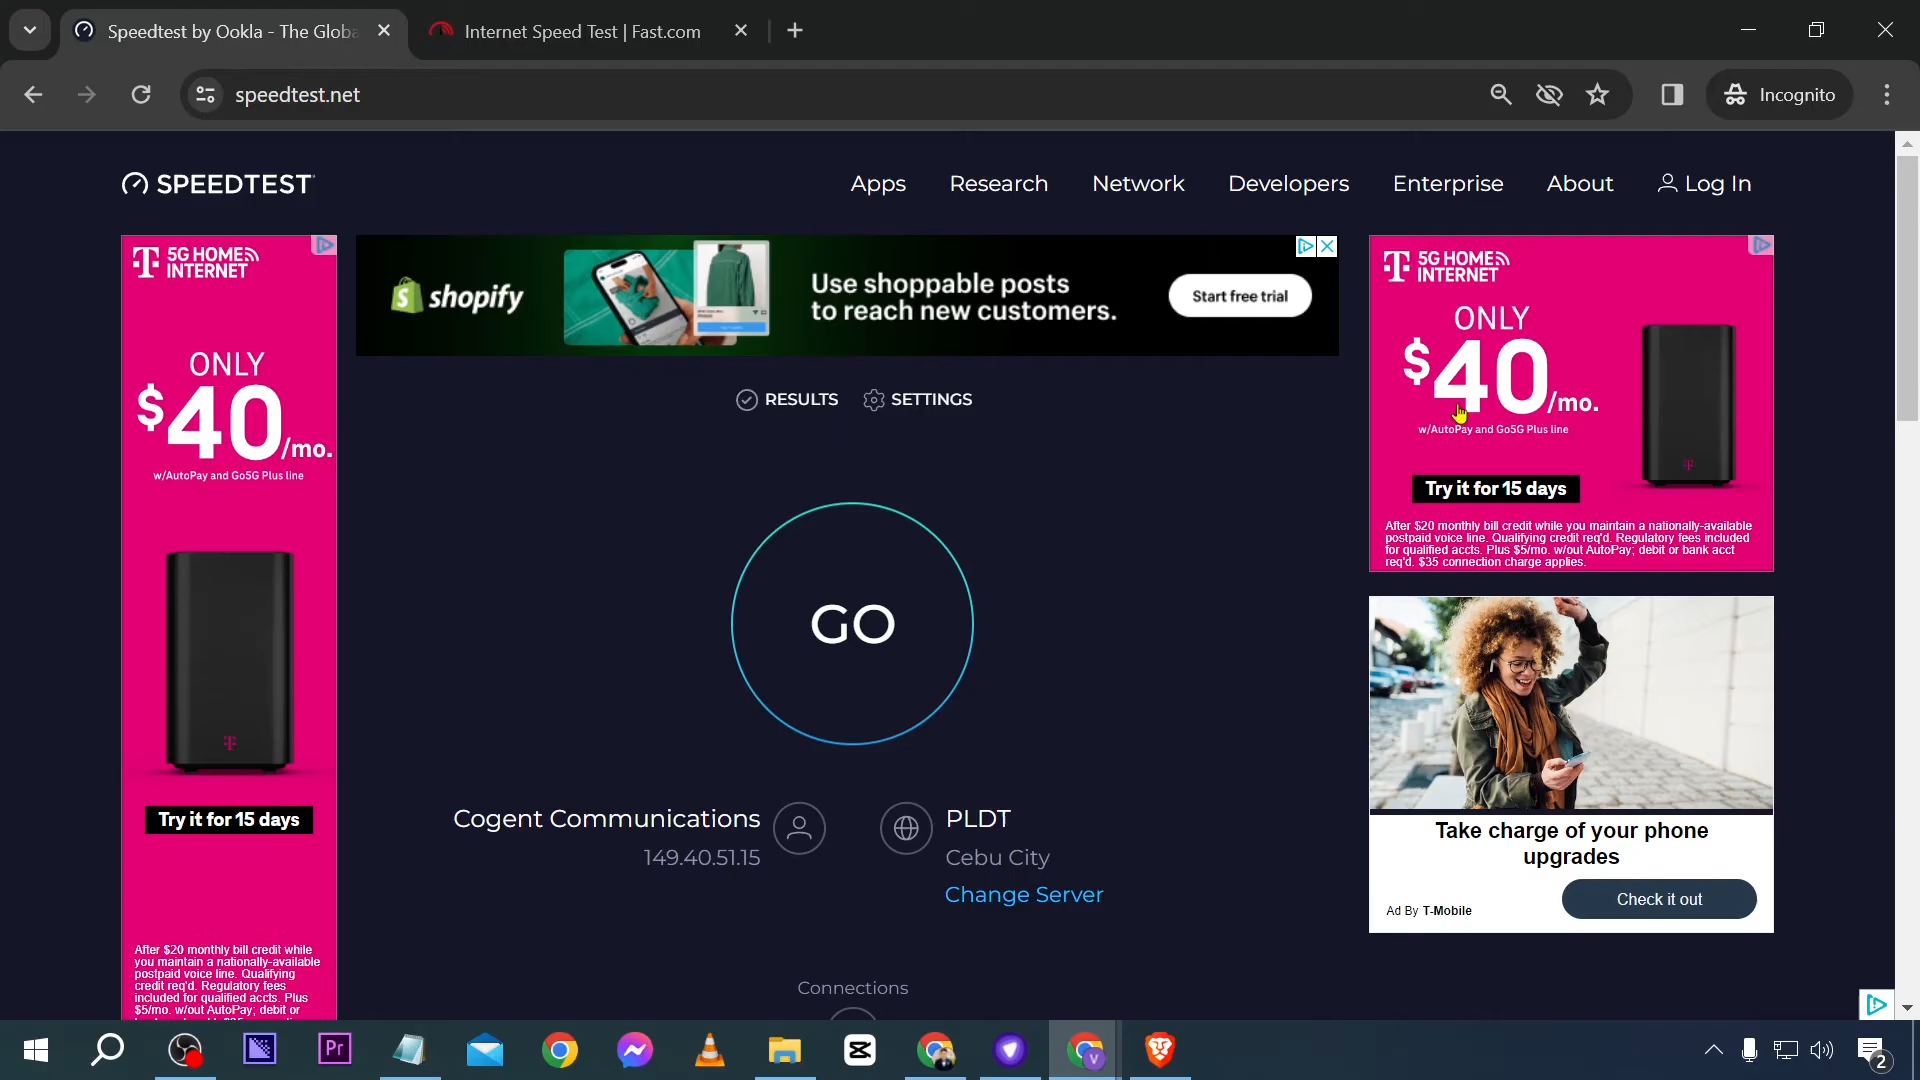 Speedtest by Ookla - The Globa
Internet Speed Test | Fast.com
speedtest.net
Incognito
SPEEDTEST
Apps
Research
Network
Developers
Enterprise
About
Log In
T 5G HOME
INTERNET
ONLY
$40/mo.
w/AutoPay and Go5G Plus line
Try it for 15 days
After $20 monthly bill credit while
you maintain a nationally-available
postpaid voice line. Qualifying
credit req'd. Regulatory fees
included for qualified accts. Plus
$5/mo. w/out AutoPay; debit or
shopify
Use shoppable posts
to reach new customers.
Start free trial
RESULTS
SETTINGS
GO
Cogent Communications
149.40.51.15
PLDT
Cebu City
Change Server
Connections
T 5G HOME
INTERNET
ONLY
$40/mo.
w/AutoPay and Go5G Plus line
Try it for 15 days
After $20 monthly bill credit while you maintain a nationally-available
postpaid voice line. Qualifying credit req'd. Regulatory fees included
for qualified accts. Plus $5/mo. w/out AutoPay; debit or bank acct
req'd. $35 connection charge applies.
Take charge of your phone
upgrades
Ad By T-Mobile
Check it out
Pr
V
2